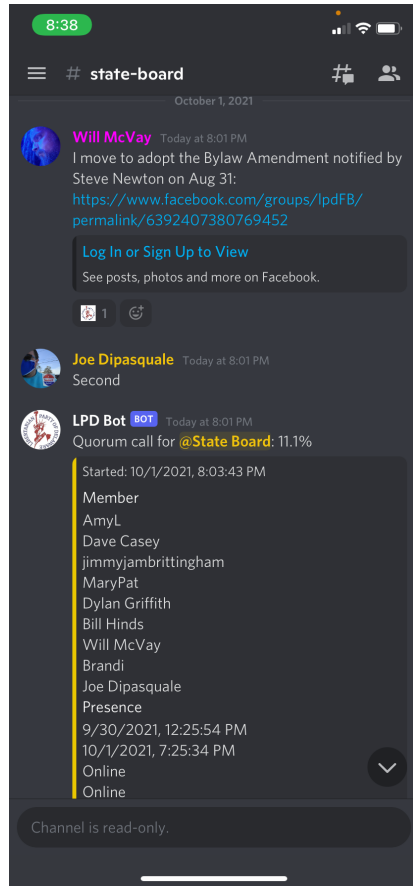 8:38
# state-board
October 1, 2021
Will McVay Today at 8:01 PM
I move to adopt the Bylaw Amendment notified by
Steve Newton on Aug 31:
https://www.facebook.com/groups/lpdFB/
permalink/6392407380769452
Log In or Sign Up to View
See posts, photos and more on Facebook.
1
Joe Dipasquale Today at 8:01 PM
Second
LPD Bot BOT Today at 8:01 PM
Quorum call for @State Board: 11.1%
Started: 10/1/2021, 8:03:43 PM
Member
AmyL
Dave Casey
jimmyjambrittingham
MaryPat
Dylan Griffith
Bill Hinds
Will McVay
Brandi
Joe Dipasquale
Presence
9/30/2021, 12:25:54 PM
10/1/2021, 7:25:34 PM
Online
Online
Channel is read-only.